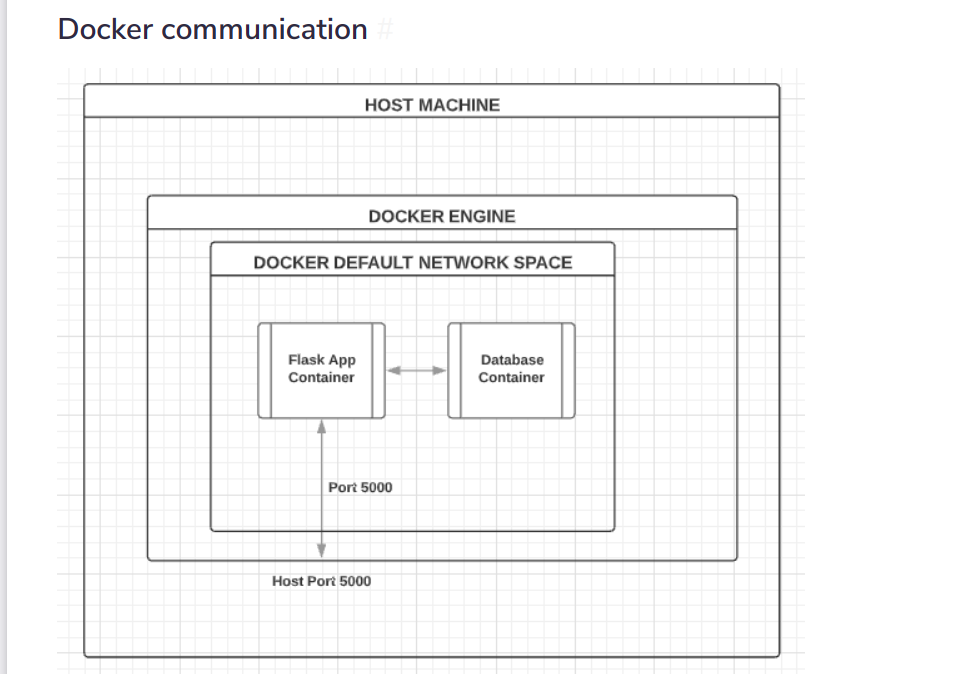 Docker communication #
HOST MACHINE
DOCKER ENGINE
DOCKER DEFAULT NETWORK SPACE
Flask App
Container
Database
Container
Port 5000
Host Port 5000